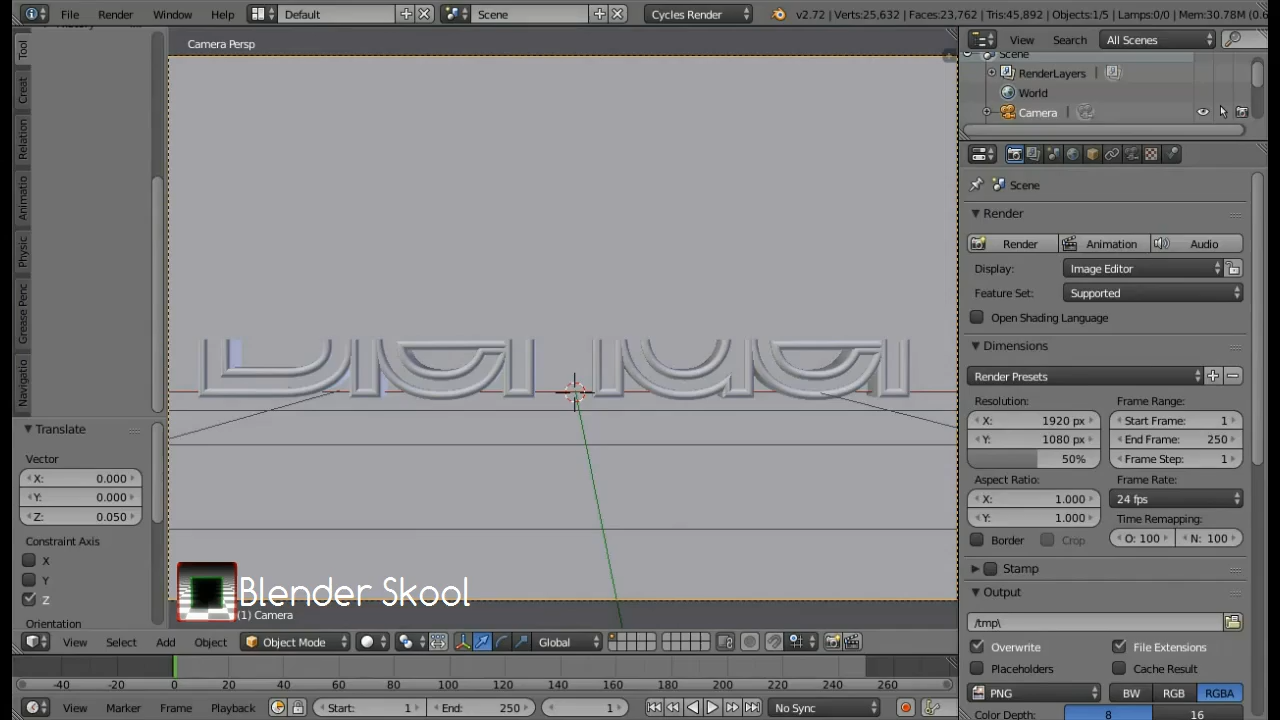 File Render Window Help Default Scene Cycles Render v2.72 | Verts:25,632 | Faces:23,762 | Tris:45,892 | Objects:1/5 | Lamps:0/0 | Mem:30.78M (0.
Camera Persp
View Search All Scenes
Scene
RenderLayers
World
Camera
Tool
Creat
Relation
Animatio
Physic
Grease Penc
Navigatio
Scene
Render
Render Animation Audio
Display: Image Editor
Feature Set: Supported
Open Shading Language
Dimensions
Render Presets
Resolution: Frame Range:
X: 1920 px Start Frame: 1
Y: 1080 px End Frame: 250
50% Frame Step: 1
Aspect Ratio: Frame Rate:
X: 1.000 24 fps
Y: 1.000 Time Remapping:
Border Crop O: 100 N: 100
Stamp
Output
/tmp\
Overwrite File Extensions
Placeholders Cache Result
PNG BW RGB RGBA
Color Depth: 8 16
Translate
Vector
X: 0.000
Y: 0.000
Z: 0.050
Constraint Axis
X
Y
Z
Orientation
Blender Skool
(1) Camera
View Select Add Object Object Mode Global
-40 -20 0 20 40 60 80 100 120 140 160 180 200 220 240 260
View Marker Frame Playback Start: 1 End: 250 1 No Sync